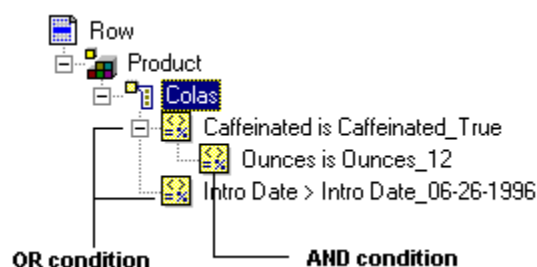 Row
Product
Colas
Caffeinated is Caffeinated_True
Ounces is Ounces_12
Intro Date > Intro Date_06-26-1996
OR condition
AND condition